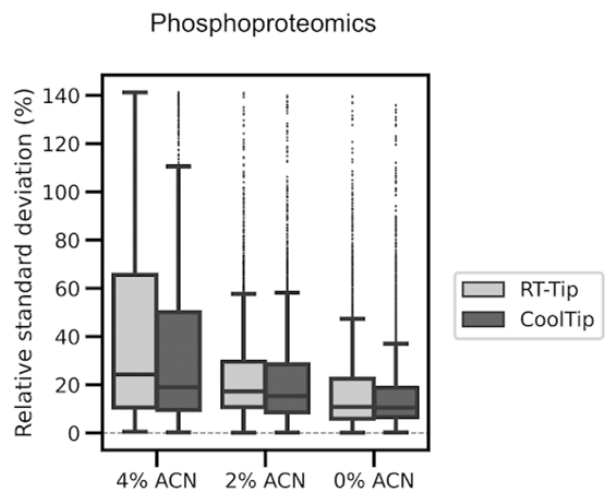 Phosphoproteomics
Relative standard deviation (%)
140
120
100
80
60
40
20
0
4% ACN 2% ACN 0% ACN
RT-Tip
CoolTip